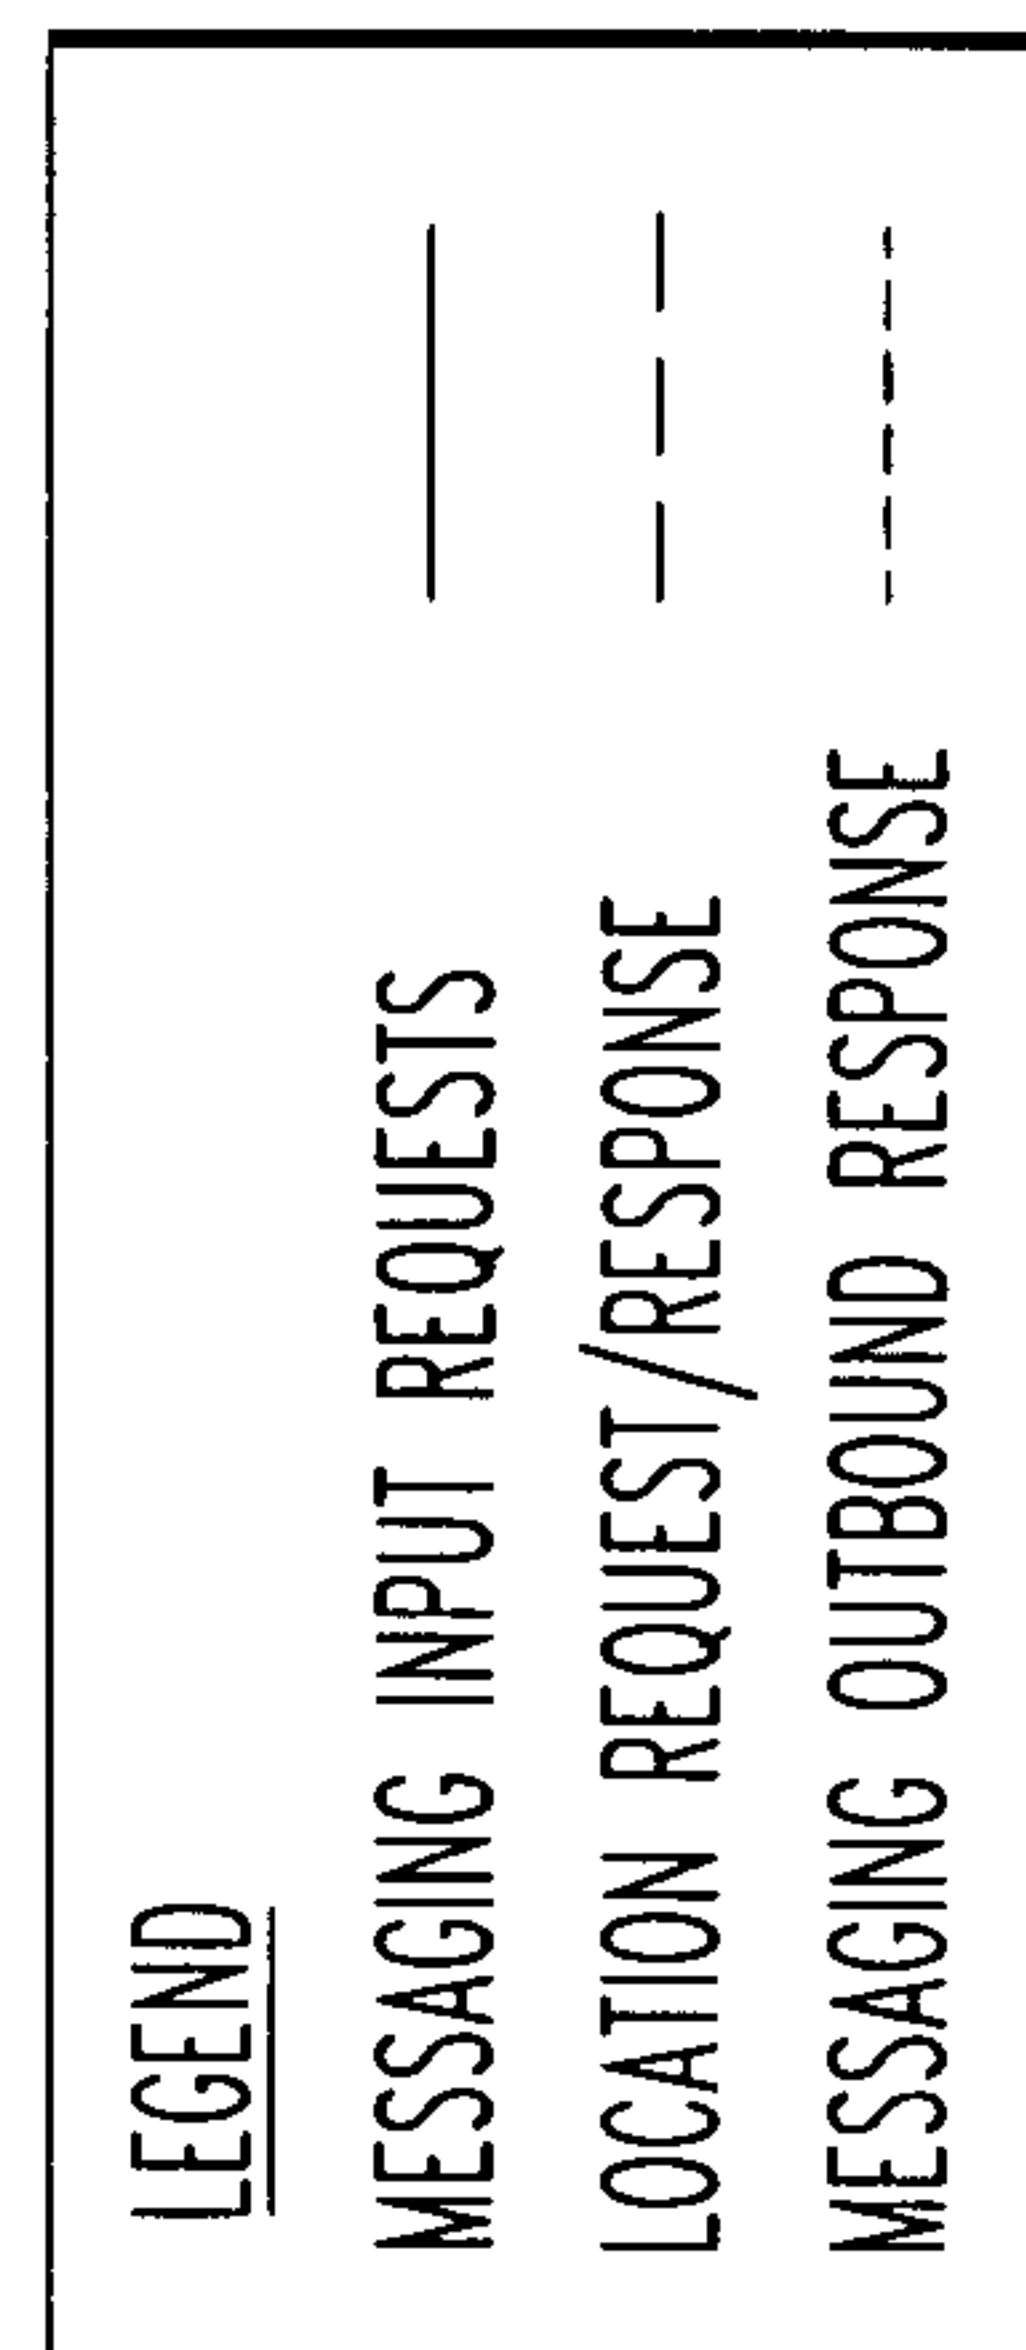 LEGEND
MESSAGING INPUT REQUESTS
LOCATION REQUEST/RESPONSE
MESSAGING OUTBOUND RESPONSE